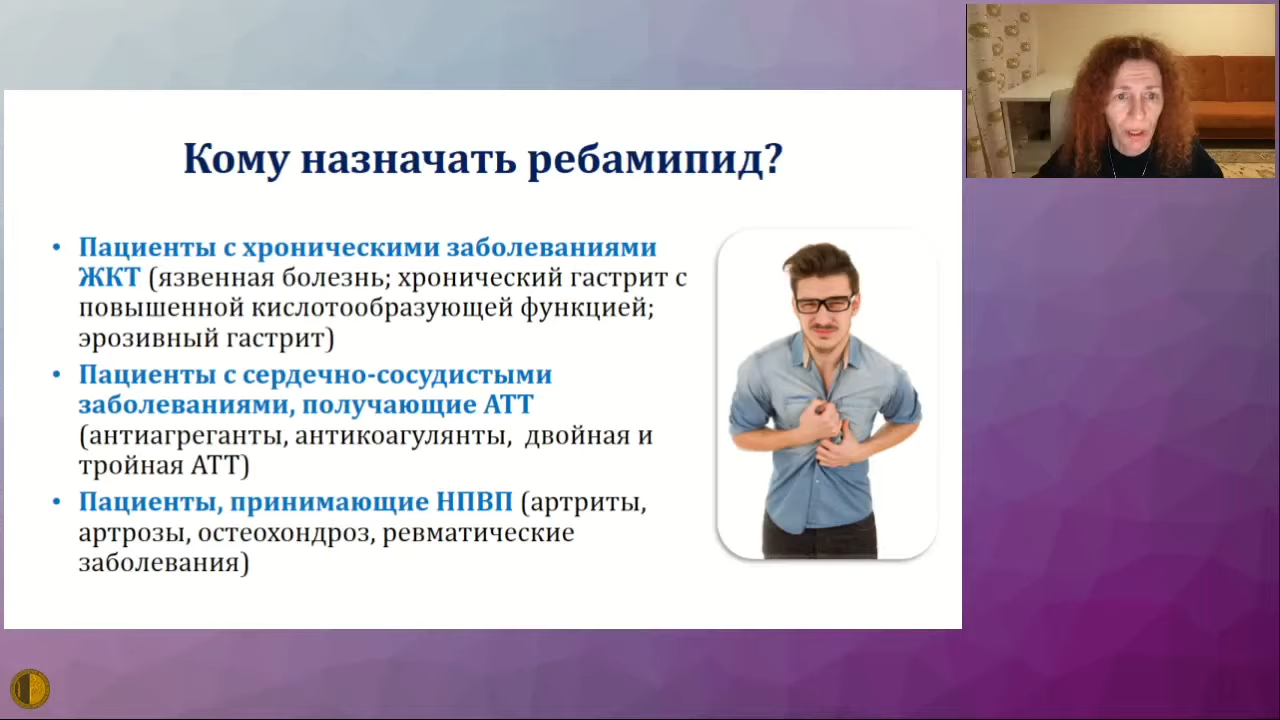 Кому назначать ребамипид?
• Пациенты с хроническими заболеваниями
ЖКТ (язвенная болезнь; хронический гастрит с
повышенной кислотообразующей функцией;
эрозивный гастрит)
• Пациенты с сердечно-сосудистыми
заболеваниями, получающие АТТ
(антиагреганты, антикоагулянты, двойная и
тройная АТТ)
• Пациенты, принимающие НПВП (артриты,
артрозы, остеохондроз, ревматические
заболевания)